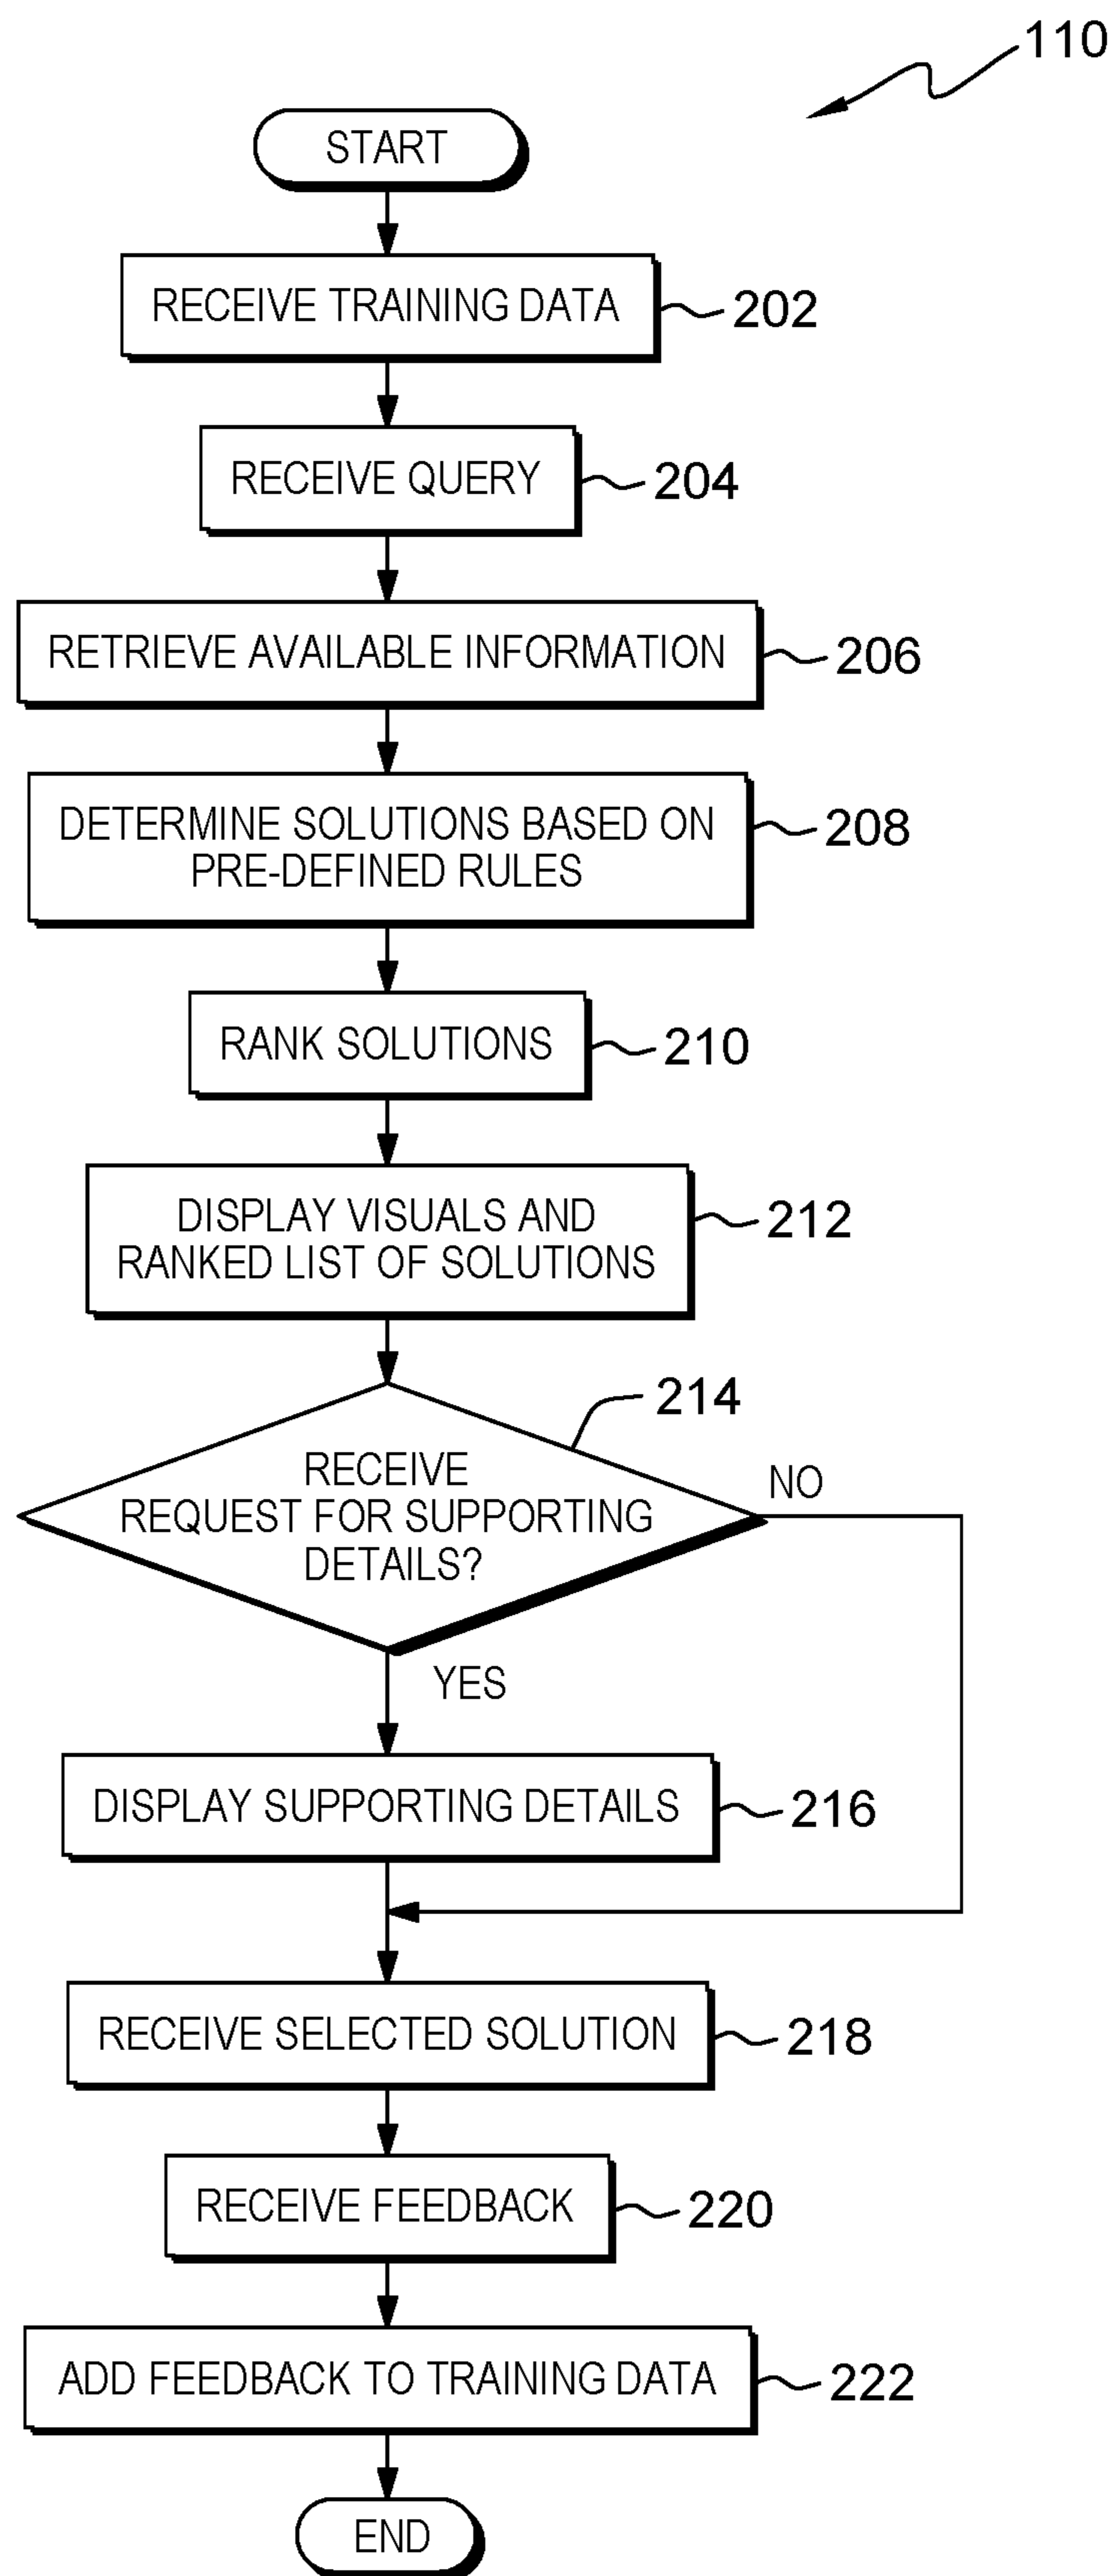 110
START
RECEIVE TRAINING DATA
202
RECEIVE QUERY
204
RETRIEVE AVAILABLE INFORMATION
206
DETERMINE SOLUTIONS BASED ON
PRE-DEFINED RULES
208
RANK SOLUTIONS
210
DISPLAY VISUALS AND
RANKED LIST OF SOLUTIONS
212
214
RECEIVE
REQUEST FOR SUPPORTING
DETAILS?
NO
YES
DISPLAY SUPPORTING DETAILS
216
RECEIVE SELECTED SOLUTION
218
RECEIVE FEEDBACK
220
ADD FEEDBACK TO TRAINING DATA
222
END